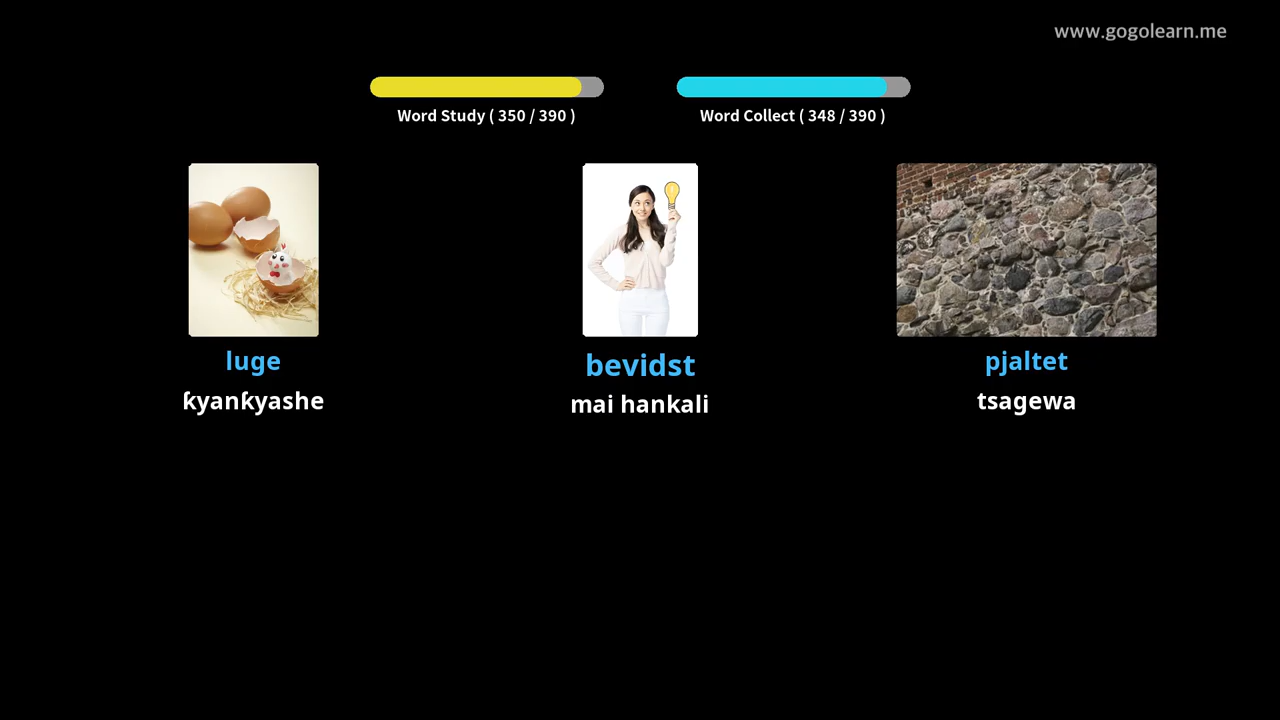 www.gogolearn.me
Word Study ( 350 / 390 )
Word Collect ( 348 / 390 )
luge
bevidst
pjaltet
ƙyanƙyashe
mai hankali
tsagewa